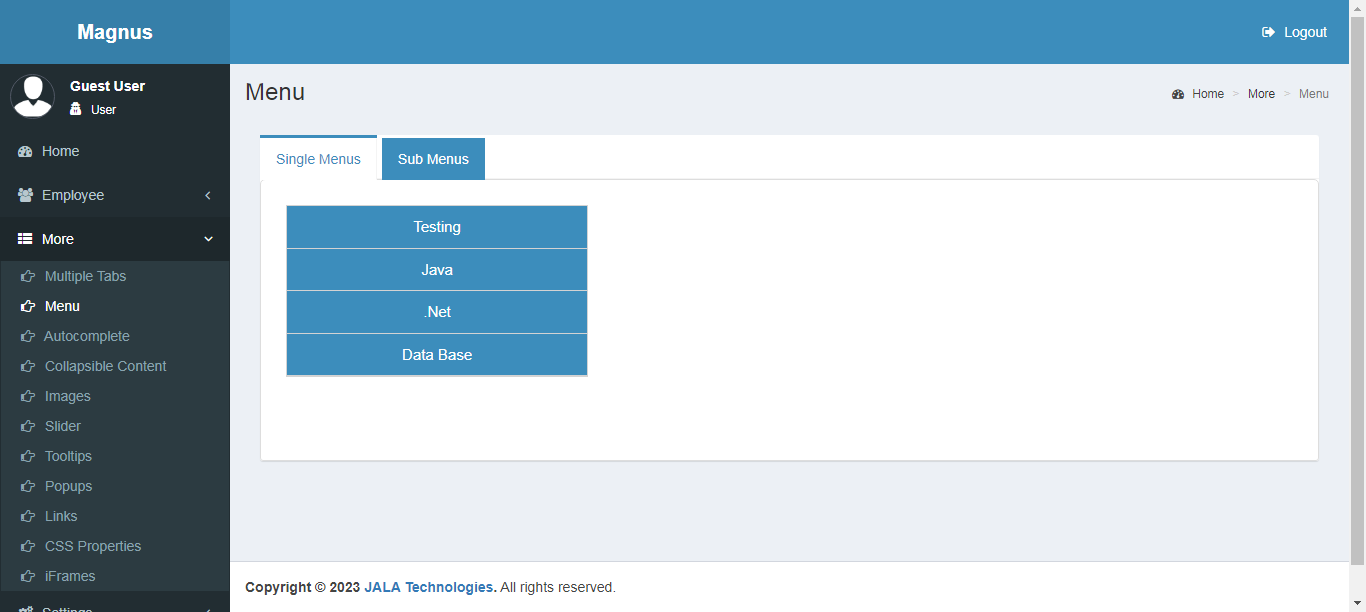 Magnus
Logout
Guest User
User
Home
Employee
More
Multiple Tabs
Menu
Autocomplete
Collapsible Content
Images
Slider
Tooltips
Popups
Links
CSS Properties
iFrames
Settings
Menu
Home > More > Menu
Single Menus Sub Menus
Testing
Java
.Net
Data Base
Copyright © 2023 JALA Technologies. All rights reserved.